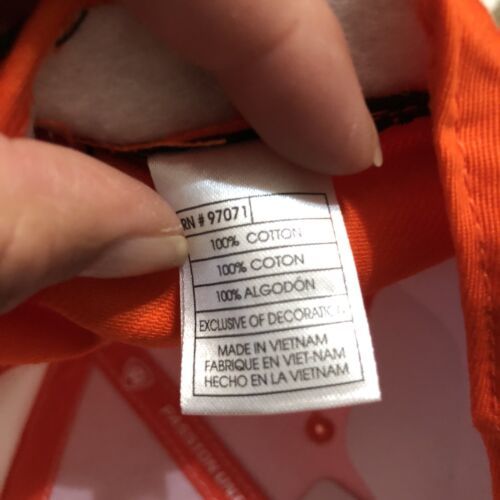 RN # 97071
100% COTTON
100% COTON
100% ALGODÓN
EXCLUSIVE OF DECORATION
MADE IN VIETNAM
FABRIQUE EN VIET-NAM
HECHO EN LA VIETNAM
PASSION